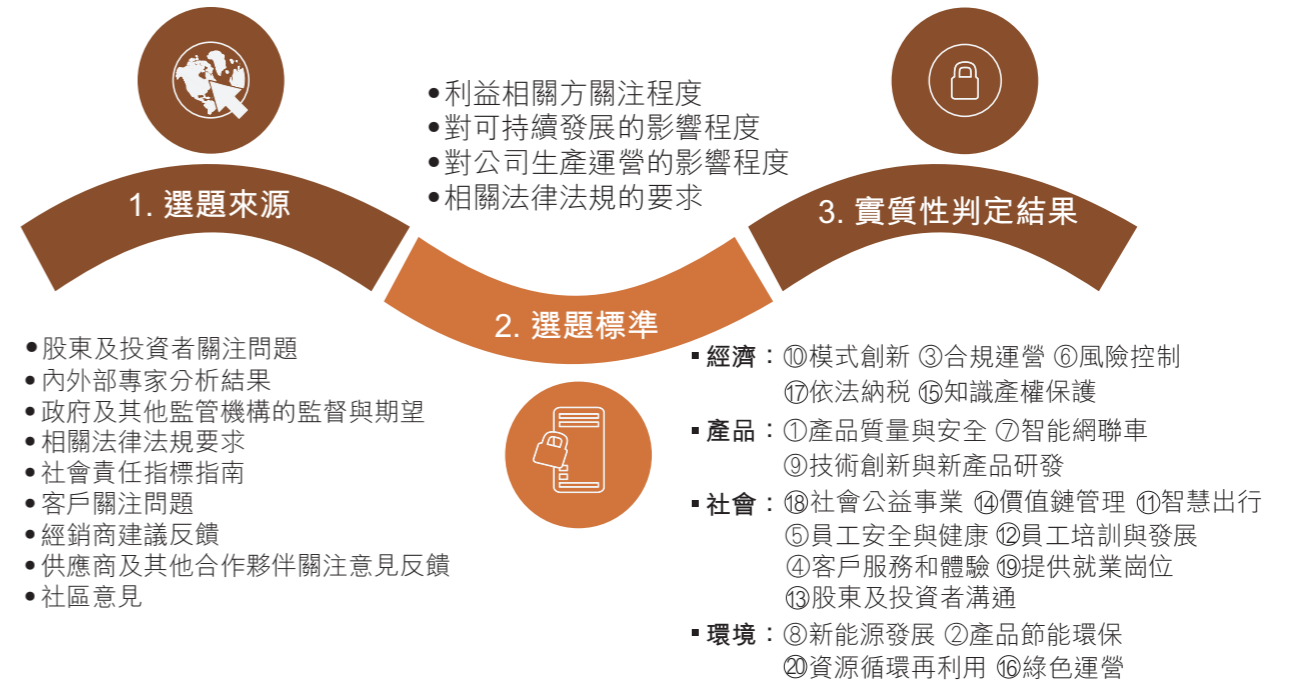 1. 選題來源
•股東及投資者關注問題
•內外部專家分析結果
•政府及其他監管機構的監督與期望
•相關法律法規要求
•社會責任指標指南
•客戶關注問題
•經銷商建議反饋
•供應商及其他合作夥伴關注意見反饋
•社區意見
•利益相關方關注程度
•對可持續發展的影響程度
•對公司生產運營的影響程度
•相關法律法規的要求
2. 選題標準
3. 實質性判定結果
▪經濟：⑩模式創新 ③合規運營 ⑥風險控制
⑰依法納税 ⑮知識產權保護
▪產品：①產品質量與安全 ⑦智能網聯車
⑨技術創新與新產品研發
▪社會：⑱社會公益事業 ⑭價值鏈管理 ⑪智慧出行
⑤員工安全與健康 ⑫員工培訓與發展
④客戶服務和體驗 ⑲提供就業崗位
⑬股東及投資者溝通
▪環境：⑧新能源發展 ②產品節能環保
⑳資源循環再利用 ⑯綠色運營